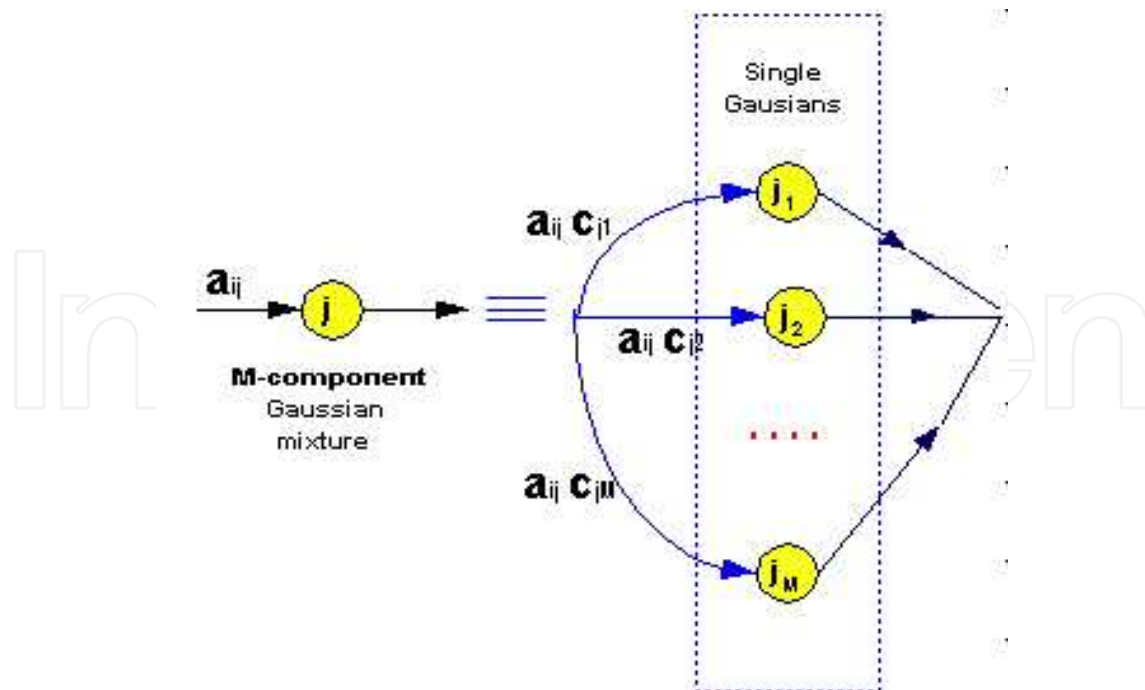 Single
Gausians
j1
aij cj1
aij
j
j2
aij cj2
M-component
Gaussian
mixture
.....
aij cjM
jM